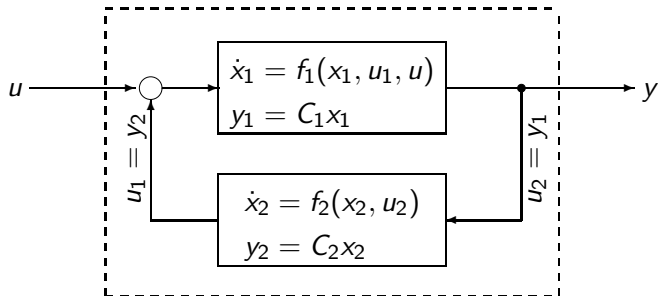 u
ẋ₁ = f₁(x₁, u₁, u)
y₁ = C₁x₁
y
u₁ = y₂
u₂ = y₁
ẋ₂ = f₂(x₂, u₂)
y₂ = C₂x₂